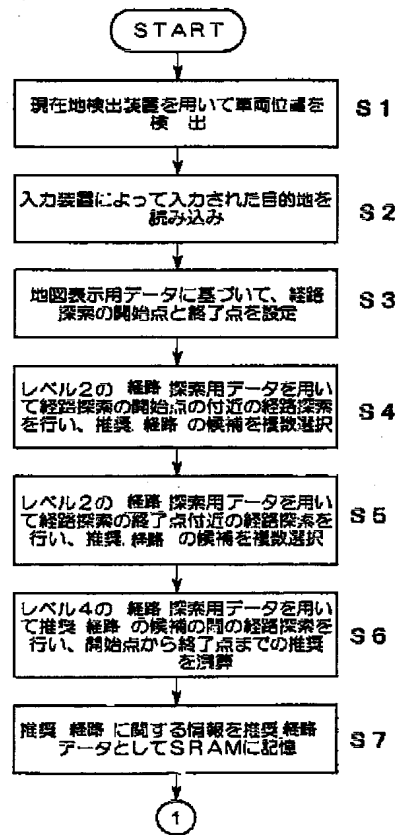 START
現在地検出装置を用いて車両位置を
検 出
S1
入力装置によって入力された目的地を
読み込み
S2
地図表示用データに基づいて、経路
探索の開始点と終了点を設定
S3
レベル2の 経路 探索用データを用い
て経路探索の開始点の付近の経路探索
を行い、推奨 経路 の候補を複数選択
S4
レベル2の 経路 探索用データを用い
て経路探索の終了点付近の経路探索を
行い、推奨 経路 の候補を複数選択
S5
レベル4の 経路 探索用データを用い
て推奨 経路 の候補の間の経路探索を
行い、開始点から終了点までの推奨
を演算
S6
推奨 経路 に関する情報を推奨 経路
データとしてSRAMに記憶
S7
1